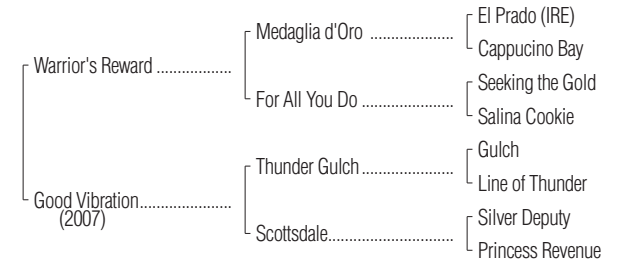 El Prado (IRE)
Medaglia d'Oro ....................
Cappucino Bay
Warrior's Reward ..................
Seeking the Gold
For All You Do ......................
Salina Cookie
Gulch
Thunder Gulch ......................
Line of Thunder
Good Vibration......................
(2007)
Silver Deputy
Scottsdale..............................
Princess Revenue